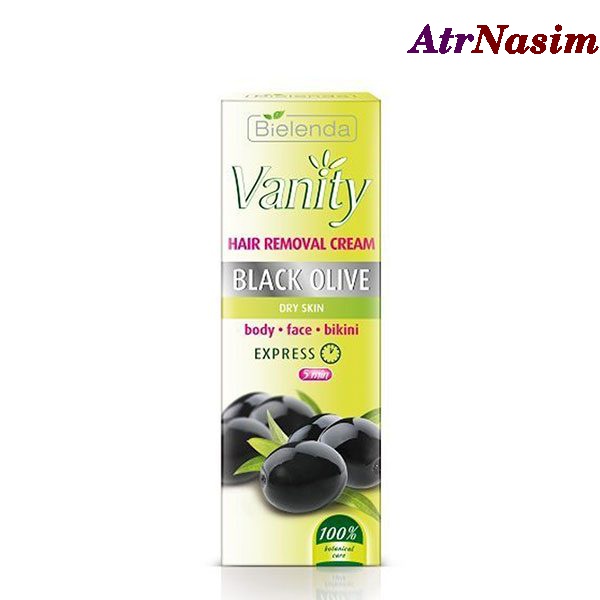 AtrNasim
Bielenda
Vanity
HAIR REMOVAL CREAM
BLACK OLIVE
DRY SKIN
body • face • bikini
EXPRESS
5 min
100%
botanical
care